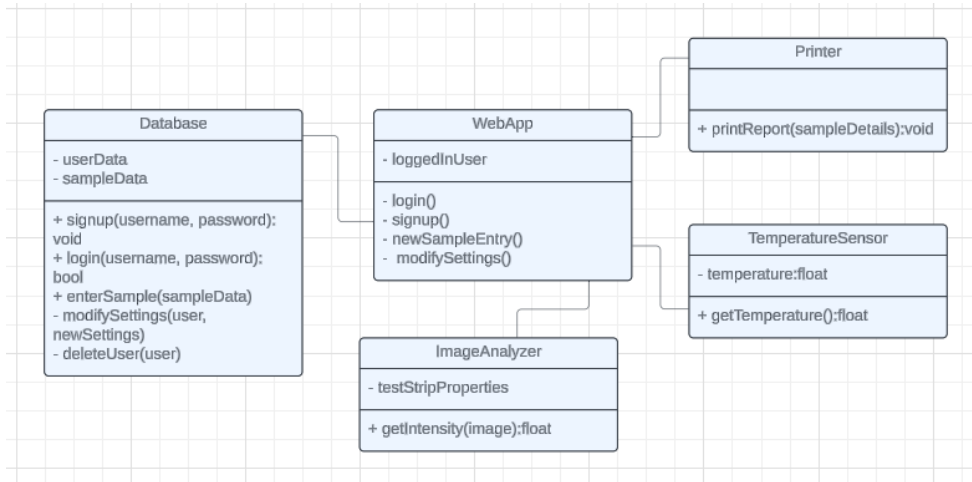 Printer
+ printReport(sampleDetails):void
Database
- userData
- sampleData
+ signup(username, password):
void
+ login(username, password):
bool
+ enterSample(sampleData)
- modifySettings(user,
newSettings)
- deleteUser(user)
WebApp
- loggedInUser
- login()
- signup()
- newSampleEntry()
-  modifySettings()
TemperatureSensor
- temperature:float
+ getTemperature():float
ImageAnalyzer
- testStripProperties
+ getIntensity(image):float